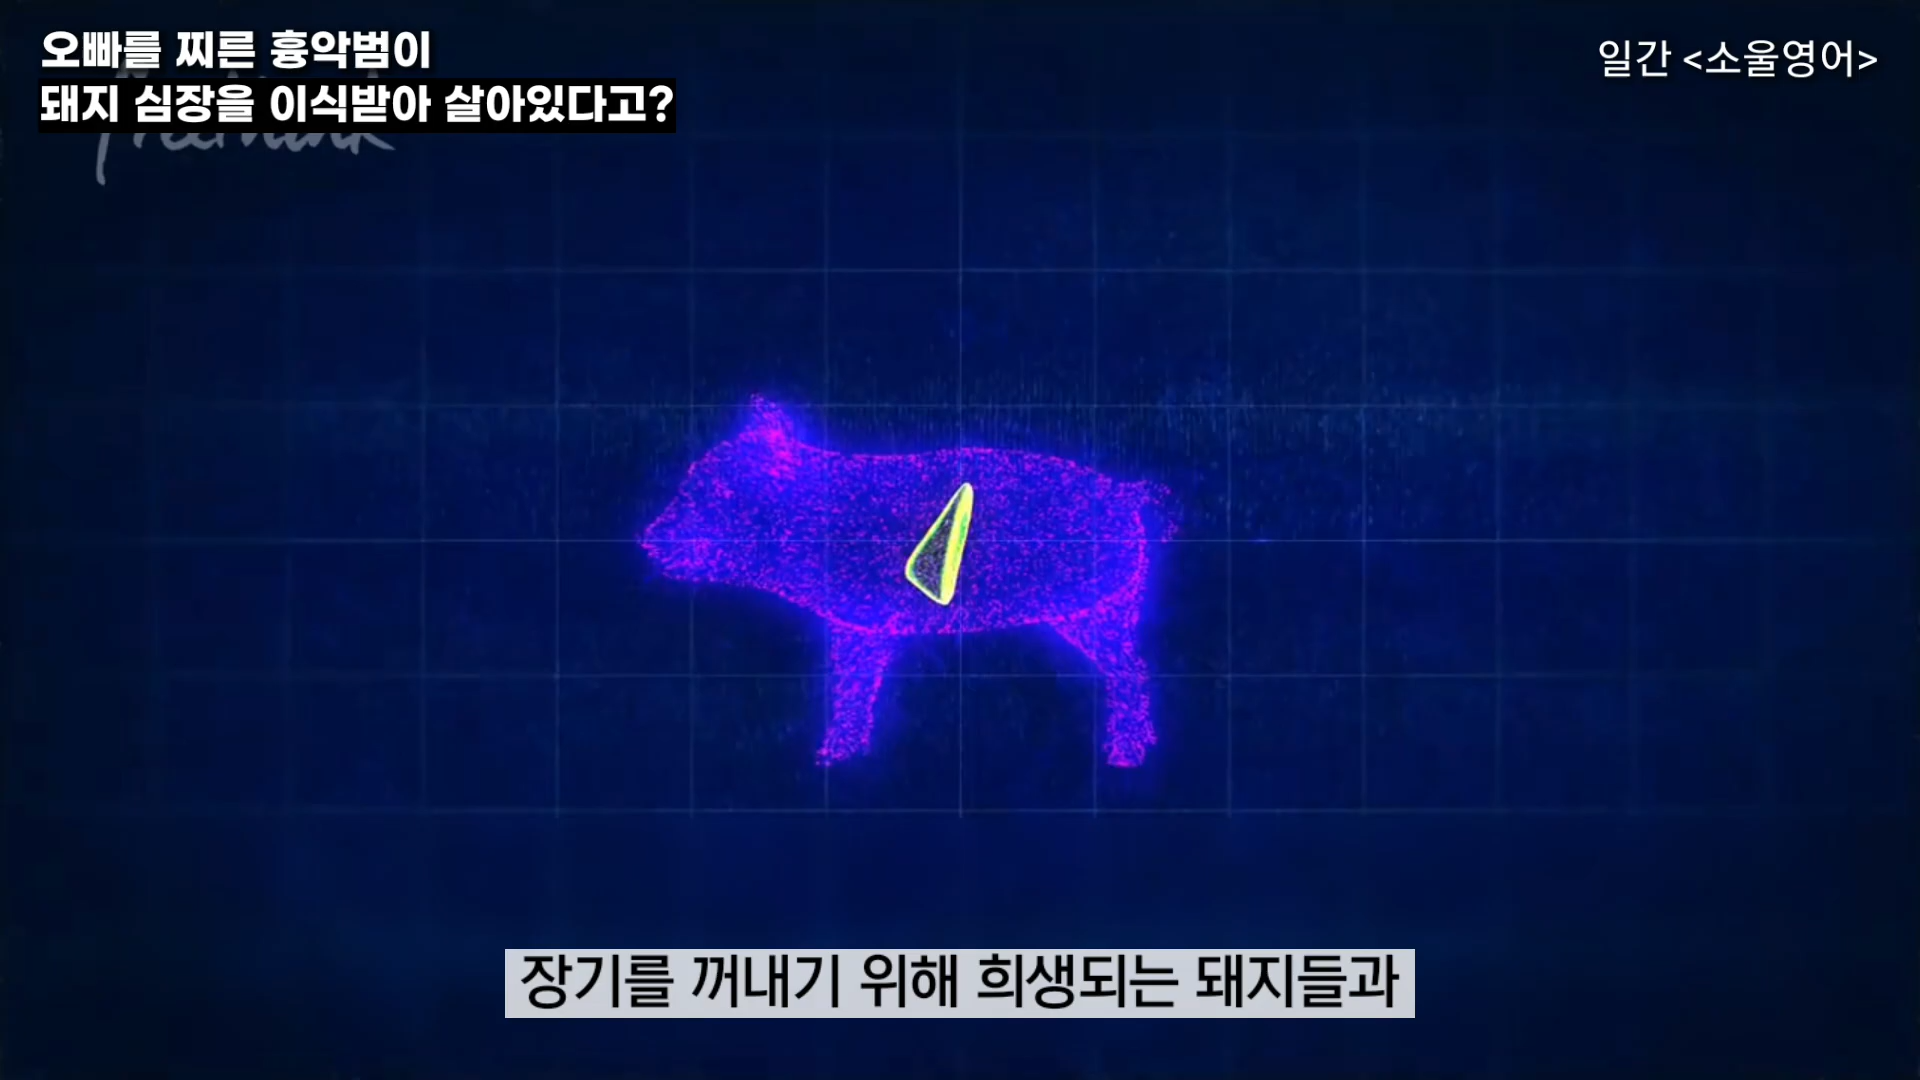 오빠를 찌른 흉악범이
돼지 심장을 이식받아 살아있다고?
일간 <소울영어>
장기를 꺼내기 위해 희생되는 돼지들과